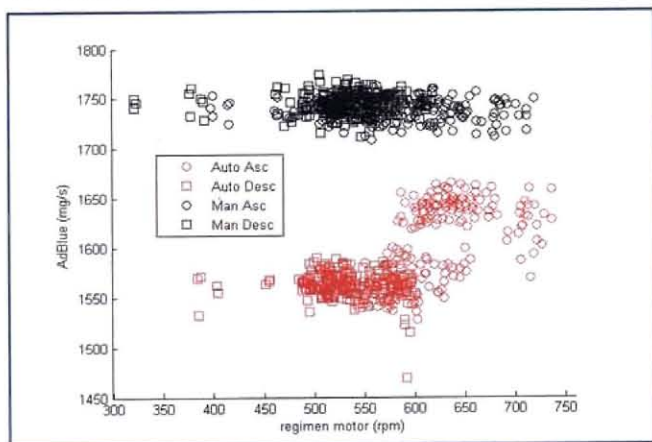 1800
1750
1700
1650
1600
1550
1500
1450
AdBlue (mg/s)
Auto Asc
Auto Desc
Man Asc
Man Desc
300 350 400 450 500 550 600 650 700 750
regimen motor (rpm)